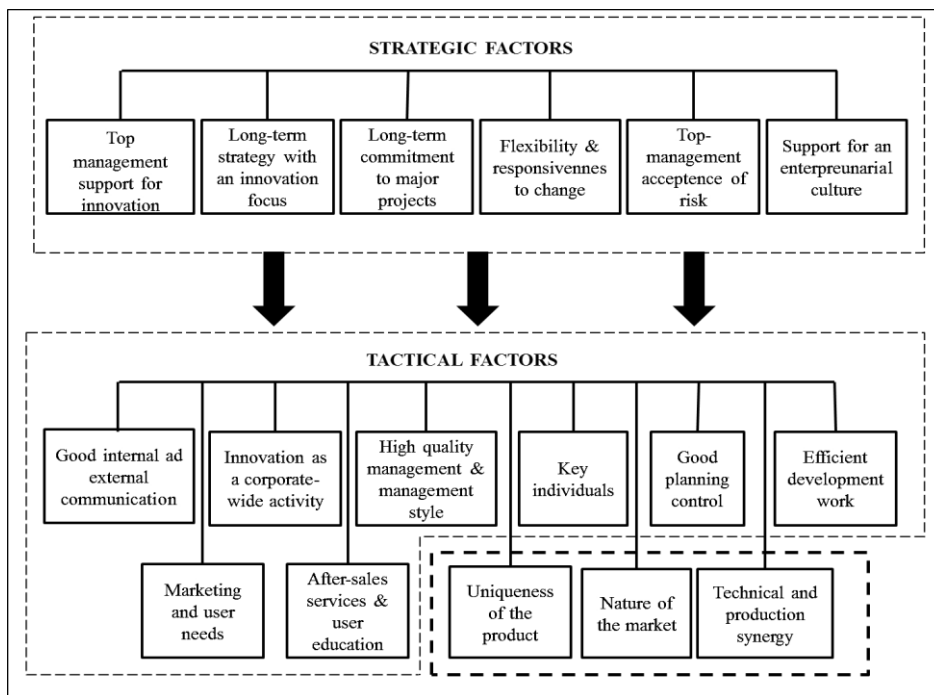 STRATEGIC FACTORS
Top
management
support for
innovation
Long-term
strategy with
an innovation
focus
Long-term
commitment
to major
projects
Flexibility &
responsivennes
to change
Top-
management
acceptence of
risk
Support for an
enterpreunarial
culture
TACTICAL FACTORS
Good internal ad
external
communication
Innovation as
a corporate-
wide activity
High quality
management &
management
style
Key
individuals
Good
planning
control
Efficient
development
work
Marketing
and user
needs
After-sales
services &
user
education
Uniqueness
of the
product
Nature of
the market
Technical and
production
synergy